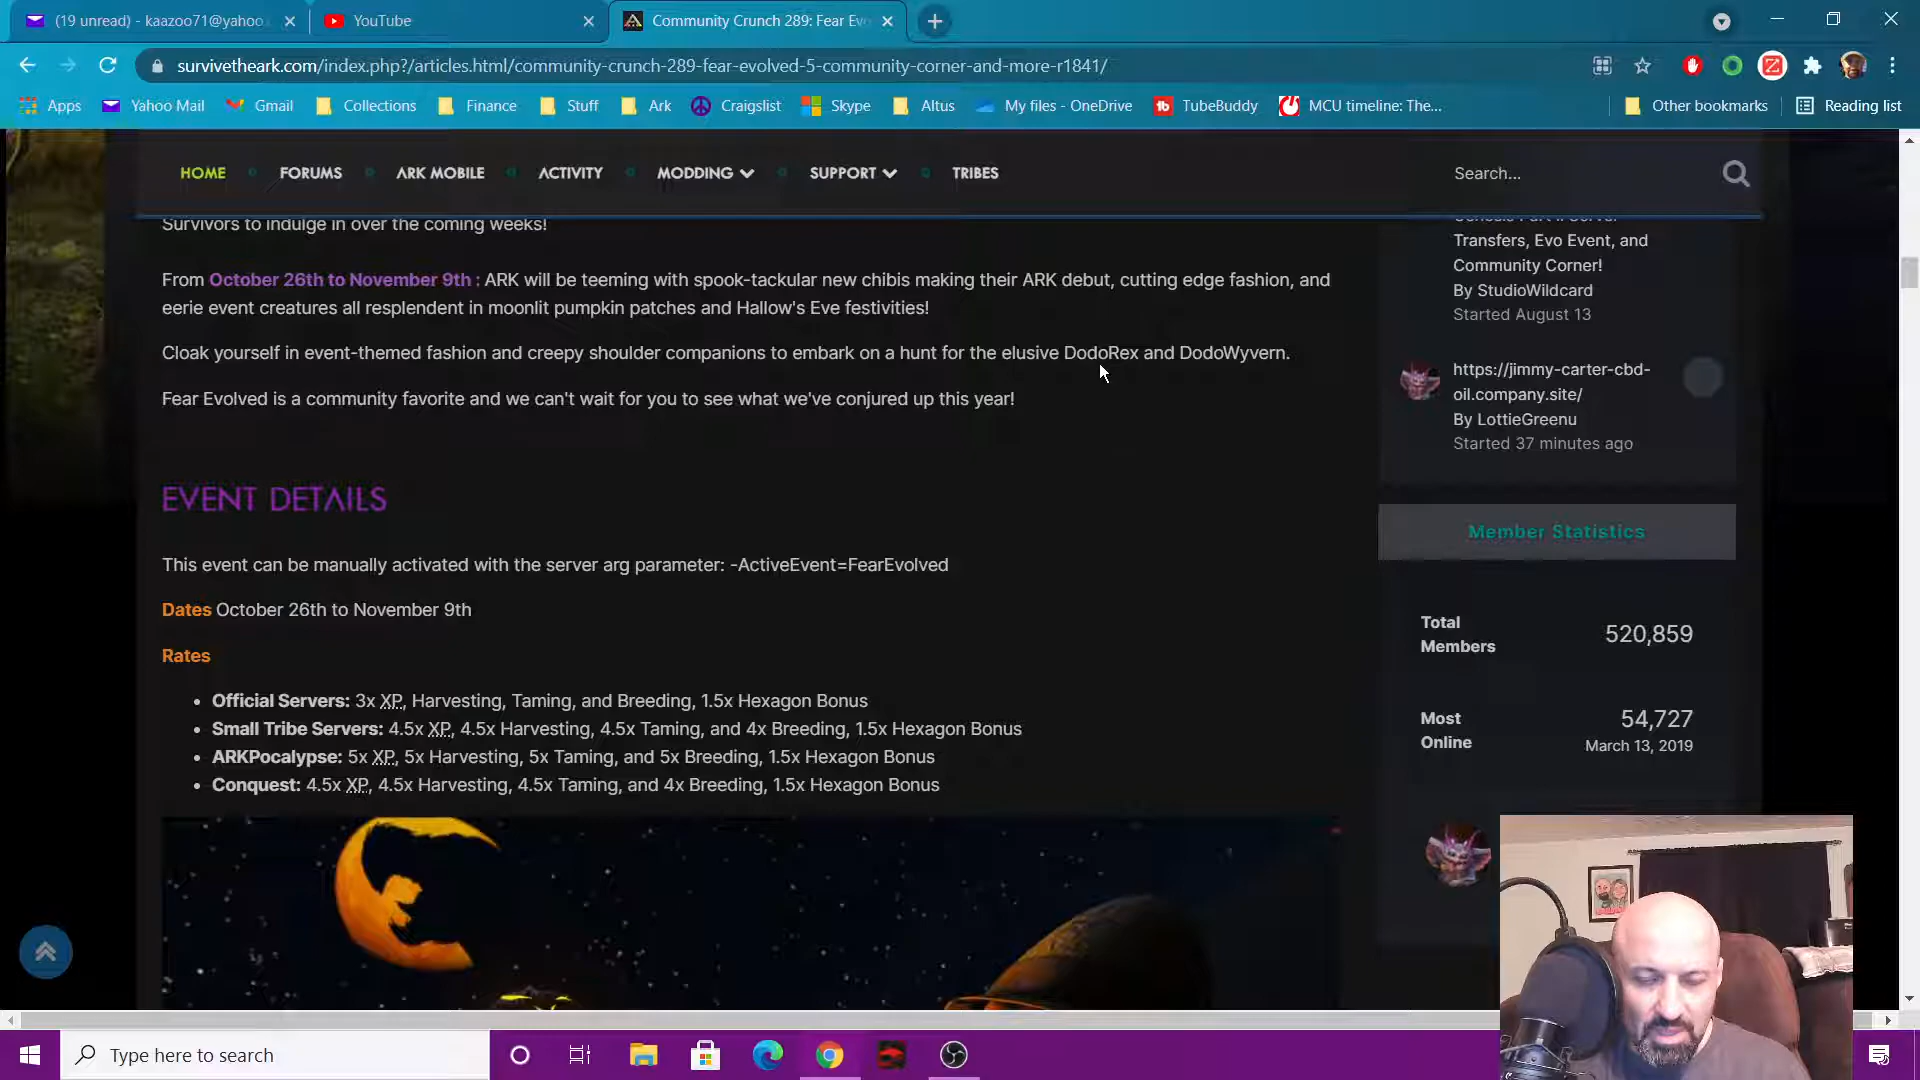 (19 unread) - kaazoo71@yahoo
YouTube
Community Crunch 289: Fear Ev
survivetheark.com/index.php?/articles.html/community-crunch-289-fear-evolved-5-community-corner-and-more-r1841/
Apps
Yahoo Mail
Gmail
Collections
Finance
Stuff
Ark
Craigslist
Skype
Altus
My files - OneDrive
TubeBuddy
MCU timeline: The...
Other bookmarks
Reading list
HOME
FORUMS
ARK MOBILE
ACTIVITY
MODDING
SUPPORT
TRIBES
Search...
Survivors to indulge in over the coming weeks!
From October 26th to November 9th : ARK will be teeming with spook-tackular new chibis making their ARK debut, cutting edge fashion, and
eerie event creatures all resplendent in moonlit pumpkin patches and Hallow's Eve festivities!
Cloak yourself in event-themed fashion and creepy shoulder companions to embark on a hunt for the elusive DodoRex and DodoWyvern.
Fear Evolved is a community favorite and we can't wait for you to see what we've conjured up this year!
EVENT DETAILS
This event can be manually activated with the server arg parameter: -ActiveEvent=FearEvolved
Dates October 26th to November 9th
Rates
Official Servers: 3x XP, Harvesting, Taming, and Breeding, 1.5x Hexagon Bonus
Small Tribe Servers: 4.5x XP, 4.5x Harvesting, 4.5x Taming, and 4x Breeding, 1.5x Hexagon Bonus
ARKPocalypse: 5x XP, 5x Harvesting, 5x Taming, and 5x Breeding, 1.5x Hexagon Bonus
Conquest: 4.5x XP, 4.5x Harvesting, 4.5x Taming, and 4x Breeding, 1.5x Hexagon Bonus
Genesis Part II Server
Transfers, Evo Event, and
Community Corner!
By StudioWildcard
Started August 13
https://jimmy-carter-cbd-
oil.company.site/
By LottieGreenu
Started 37 minutes ago
Member Statistics
Total
Members
520,859
Most
Online
54,727
March 13, 2019
Type here to search